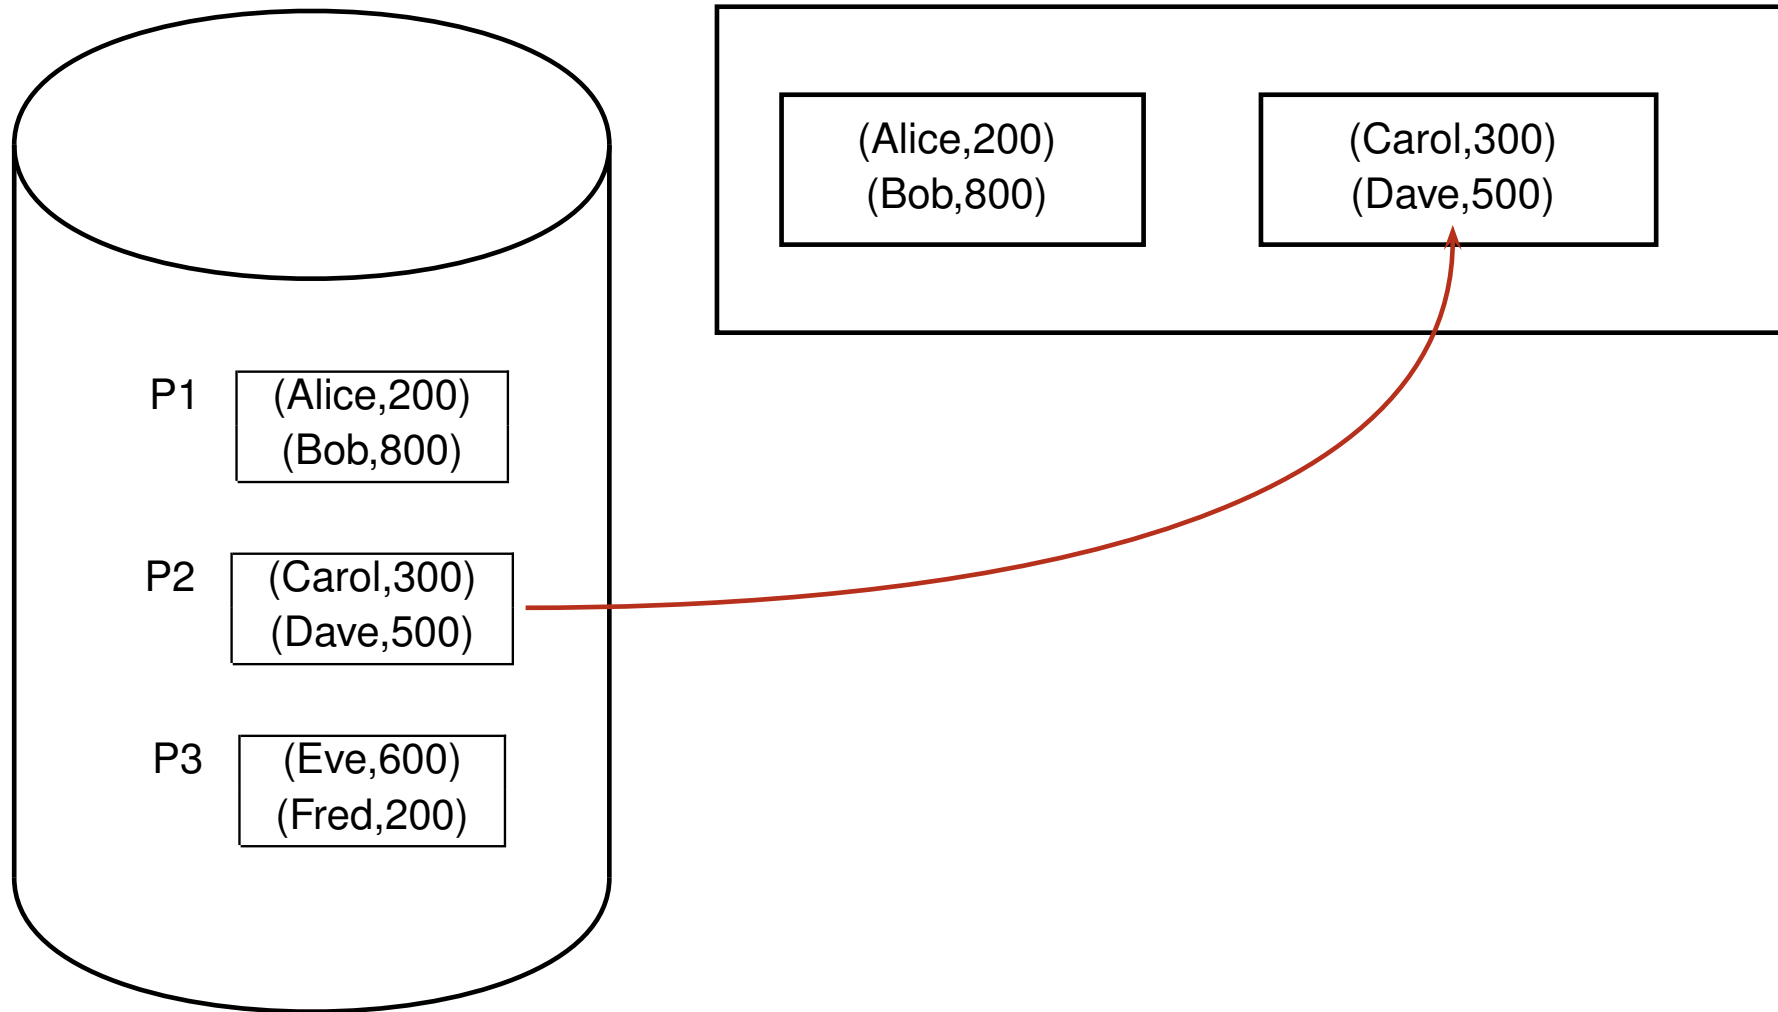 (Alice,200)
(Bob,800)
(Carol,300)
(Dave,500)
P1
(Alice,200)
(Bob,800)
P2
(Carol,300)
(Dave,500)
P3
(Eve,600)
(Fred,200)